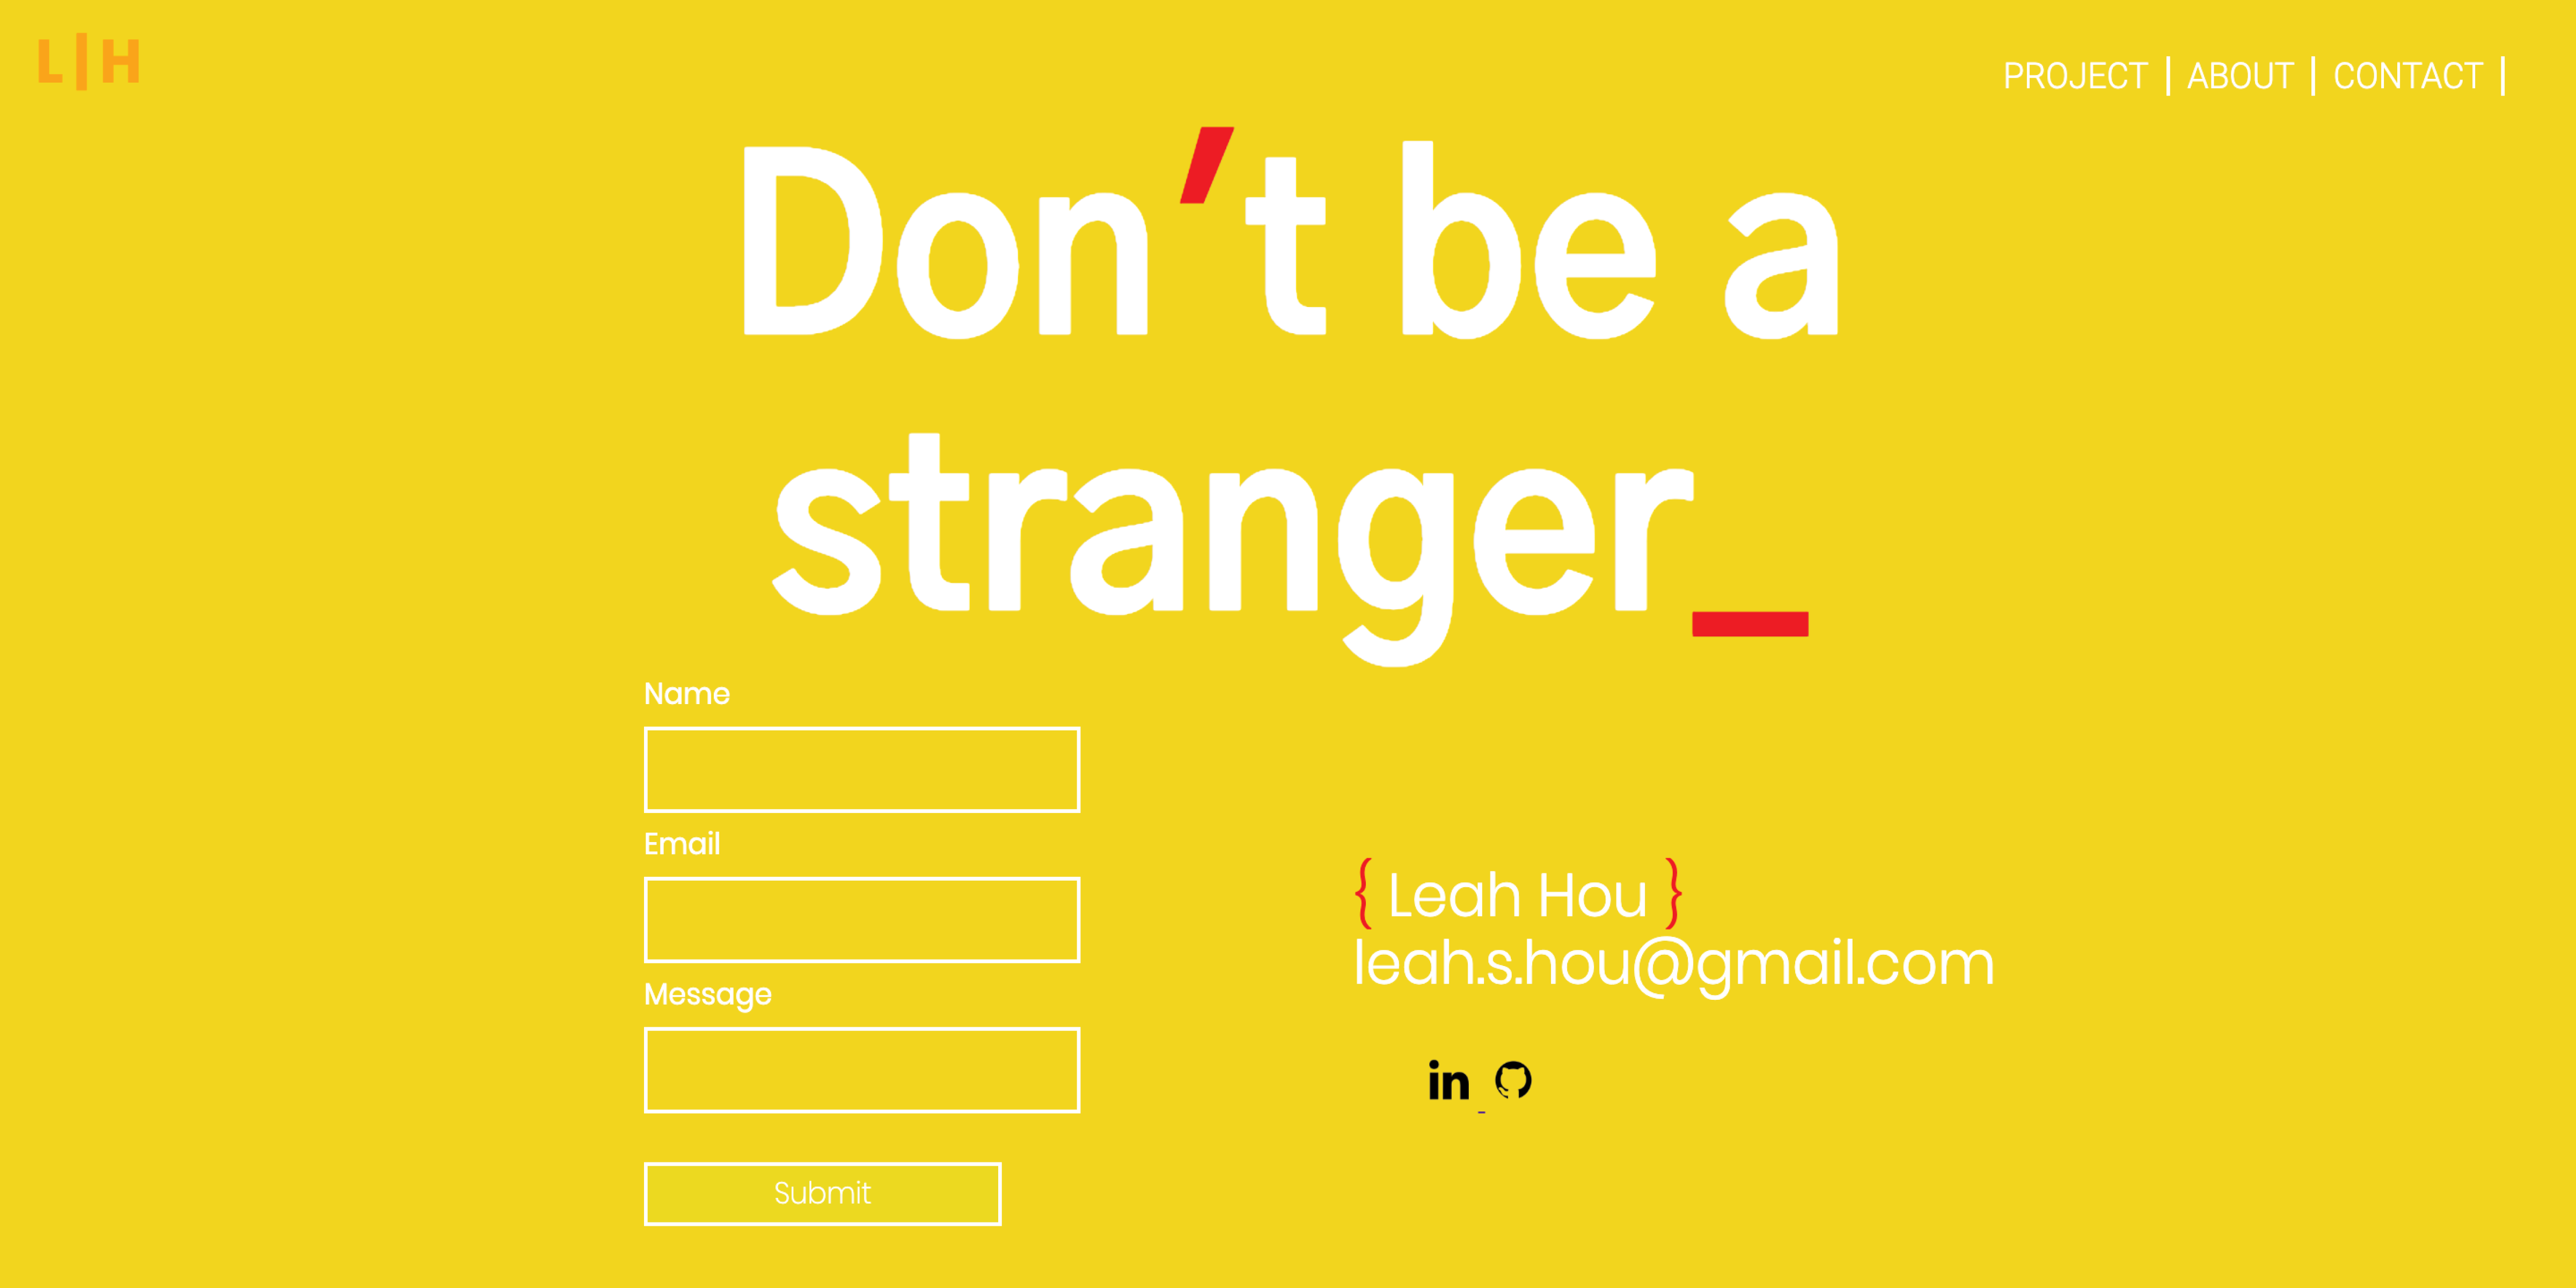 L|H
PROJECT | ABOUT | CONTACT |
Don't be a
stranger_
Name
Email
Message
Submit
{ Leah Hou }
leah.s.hou@gmail.com
in